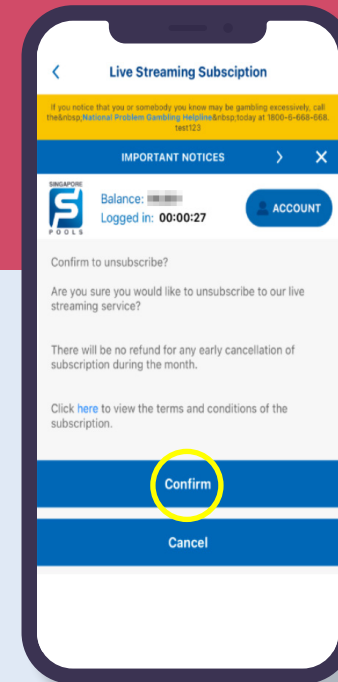 Live Streaming Subsciption
If you notice that you or somebody you know may be gambling excessively, call
the&nbsp;National Problem Gambling Helpline&nbsp;today at 1800-6-668-668.
test123
IMPORTANT NOTICES
SINGAPORE
POOLS
Balance:
Logged in: 00:00:27
ACCOUNT
Confirm to unsubscribe?
Are you sure you would like to unsubscribe to our live
streaming service?
There will be no refund for any early cancellation of
subscription during the month.
Click here to view the terms and conditions of the
subscription.
Confirm
Cancel